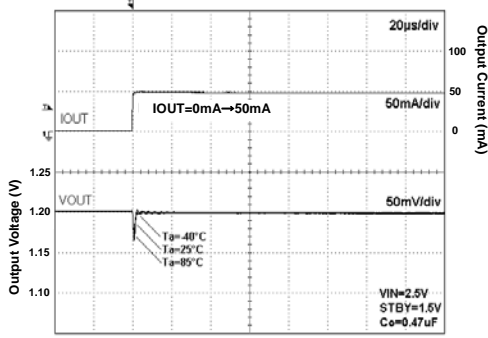 20µs/div
100
IOUT=0mA→50mA
50mA/div
50
IOUT
0
Output Current (mA)
1.25
VOUT
50mV/div
1.20
Ta=-40°C
Ta=25°C
Ta=85°C
1.15
1.10
Output Voltage (V)
VIN=2.5V
STBY=1.5V
Co=0.47uF